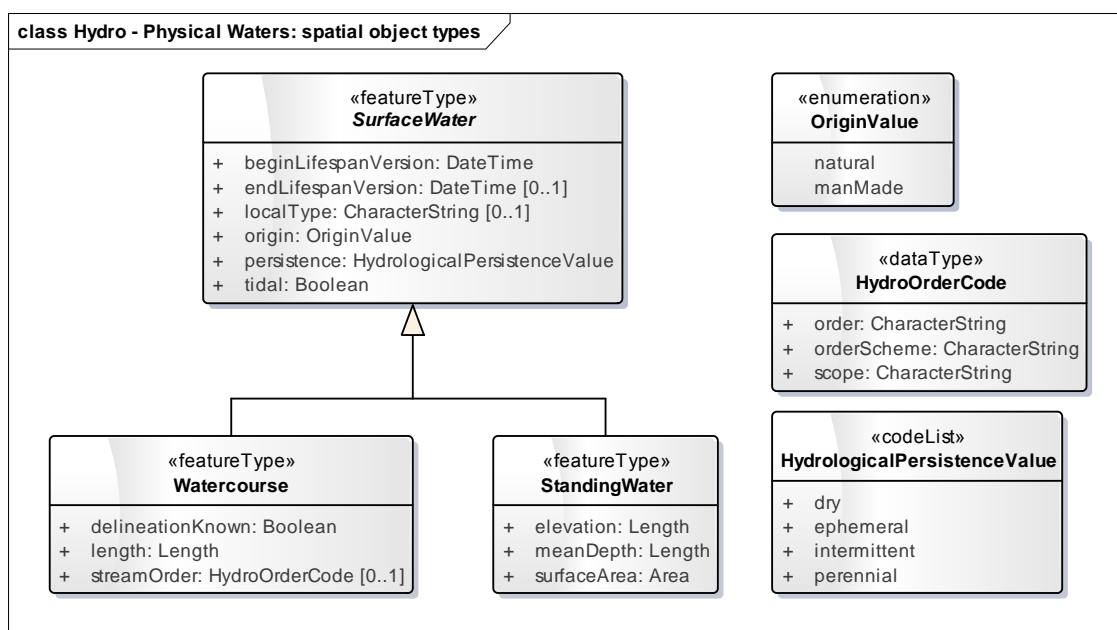 class Hydro - Physical Waters: spatial object types
«featureType»
SurfaceWater
+ beginLifespanVersion: DateTime
+ endLifespanVersion: DateTime [0..1]
+ localType: CharacterString [0..1]
+ origin: OriginValue
+ persistence: HydrologicalPersistenceValue
+ tidal: Boolean
«enumeration»
OriginValue
natural
manMade
«dataType»
HydroOrderCode
+ order: CharacterString
+ orderScheme: CharacterString
+ scope: CharacterString
«featureType»
Watercourse
+ delineationKnown: Boolean
+ length: Length
+ streamOrder: HydroOrderCode [0..1]
«featureType»
StandingWater
+ elevation: Length
+ meanDepth: Length
+ surfaceArea: Area
«codeList»
HydrologicalPersistenceValue
+ dry
+ ephemeral
+ intermittent
+ perennial